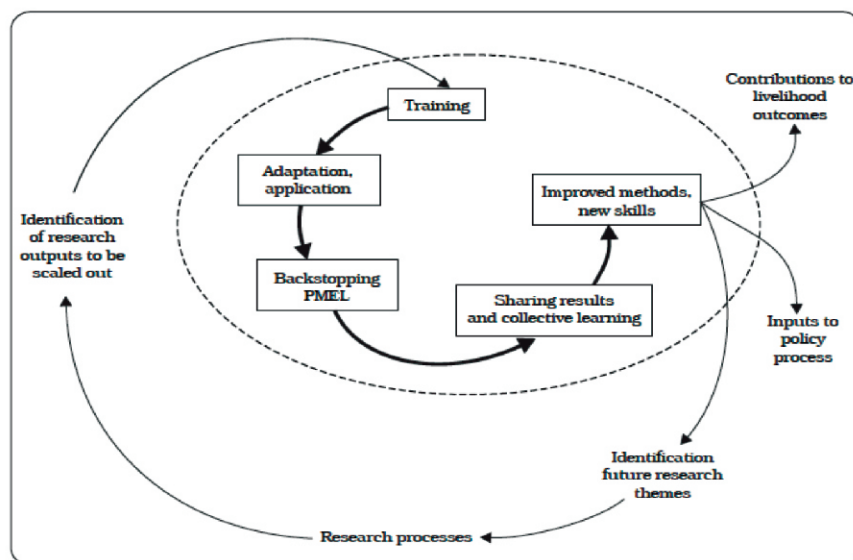 Training
Adaptation,
application
Backstopping
PMEL
Sharing results
and collective learning
Improved methods,
new skills
Contributions to
livelihood
outcomes
Inputs to
policy
process
Identification
future research
themes
Research processes
Identification
of research
outputs to be
scaled out